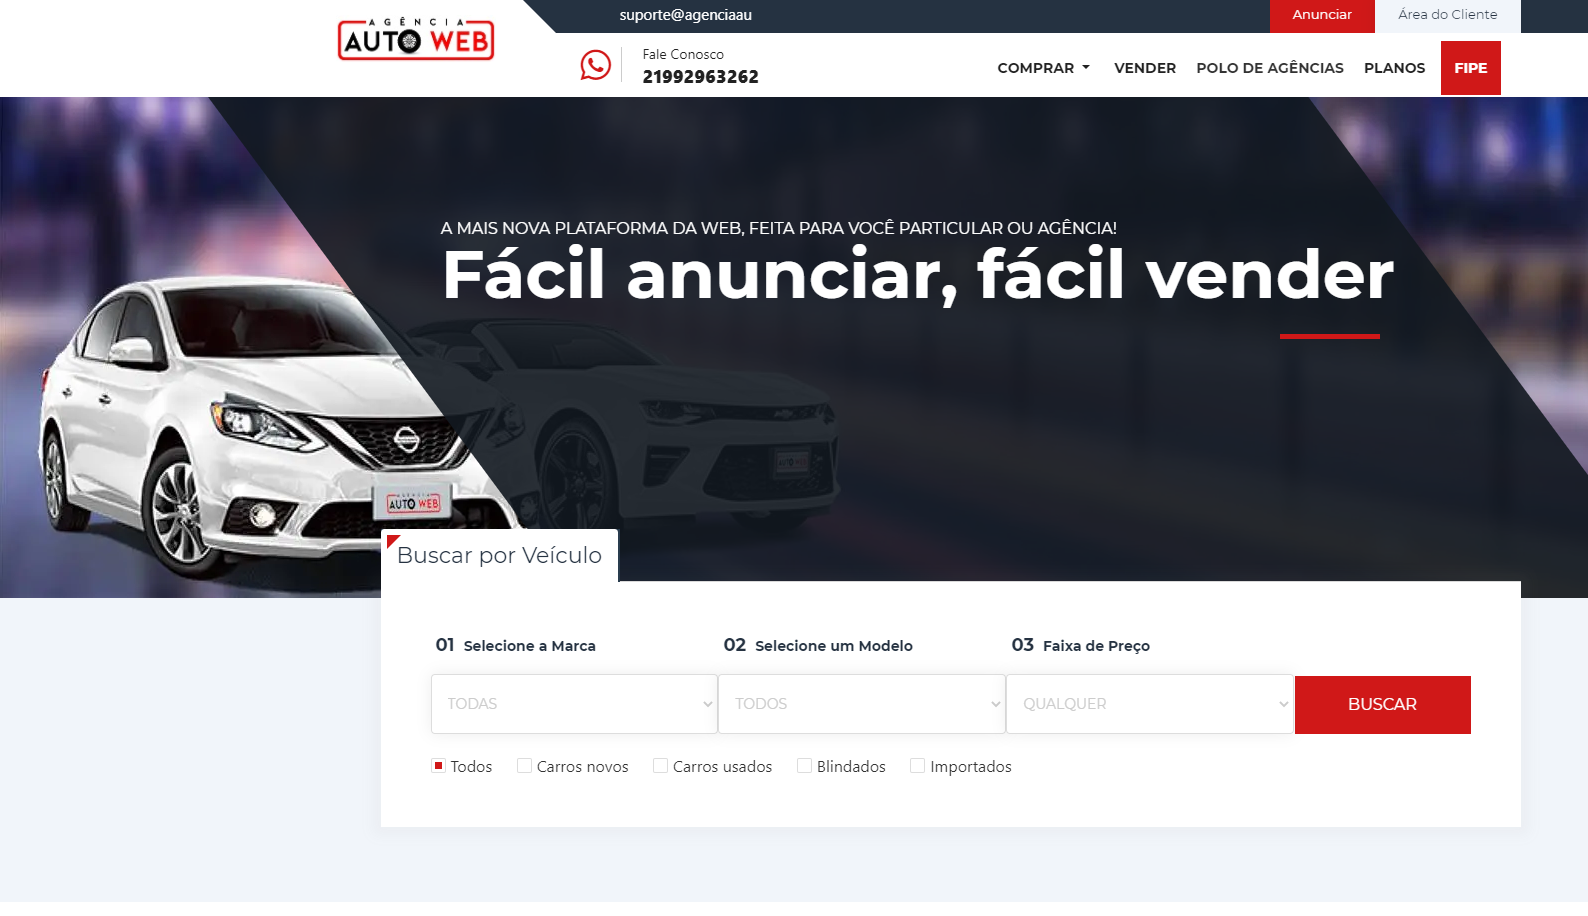 AGÊNCIA
AUTO WEB
suporte@agenciaau
Anunciar
Área do Cliente
Fale Conosco
21992963262
COMPRAR
VENDER
POLO DE AGÊNCIAS
PLANOS
FIPE
A MAIS NOVA PLATAFORMA DA WEB, FEITA PARA VOCÊ PARTICULAR OU AGÊNCIA!
Fácil anunciar, fácil vender
AGÊNCIA
AUTO WEB
AUTO WEB
Buscar por Veículo
01 Selecione a Marca
02 Selecione um Modelo
03 Faixa de Preço
TODAS
TODOS
QUALQUER
BUSCAR
Todos
Carros novos
Carros usados
Blindados
Importados